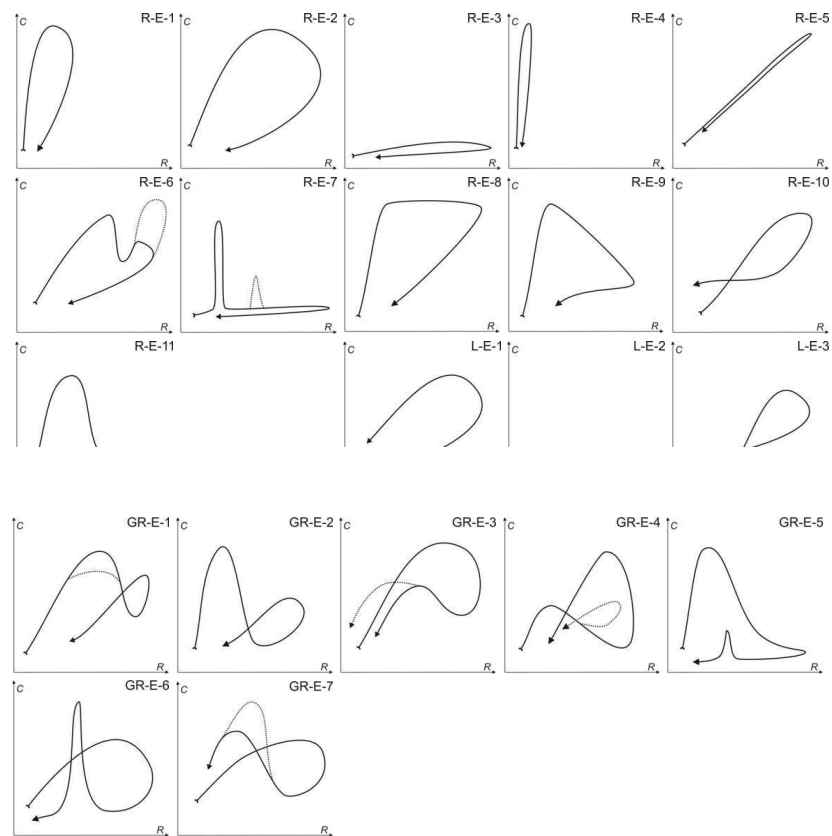 C R-E-1 C R-E-2 C R-E-3 C R-E-4 C R-E-5
R R R R R
C R-E-6 C R-E-7 C R-E-8 C R-E-9 C R-E-10
R R R R R
C R-E-11 C L-E-1 C L-E-2 C L-E-3
C GR-E-1 C GR-E-2 C GR-E-3 C GR-E-4 C GR-E-5
R R R R R
C GR-E-6 C GR-E-7
R R